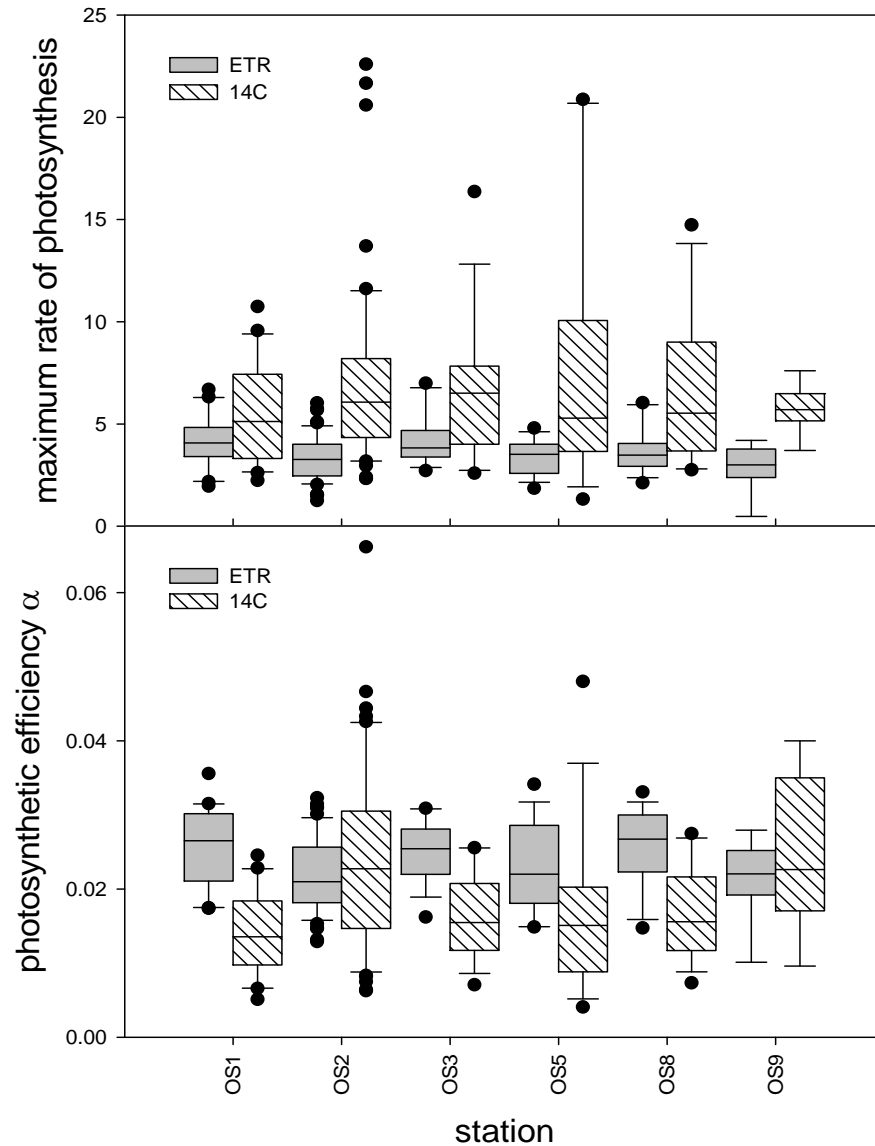 maximum rate of photosynthesis
25
20
15
10
5
0
ETR
14C
photosynthetic efficiency α
0.06
0.04
0.02
0.00
ETR
14C
OS1
OS2
OS3
OS5
OS8
OS9
station